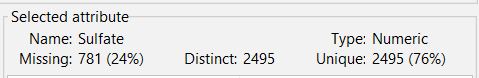 Selected attribute
Name: Sulfate Type: Numeric
Missing: 781 (24%) Distinct: 2495 Unique: 2495 (76%)